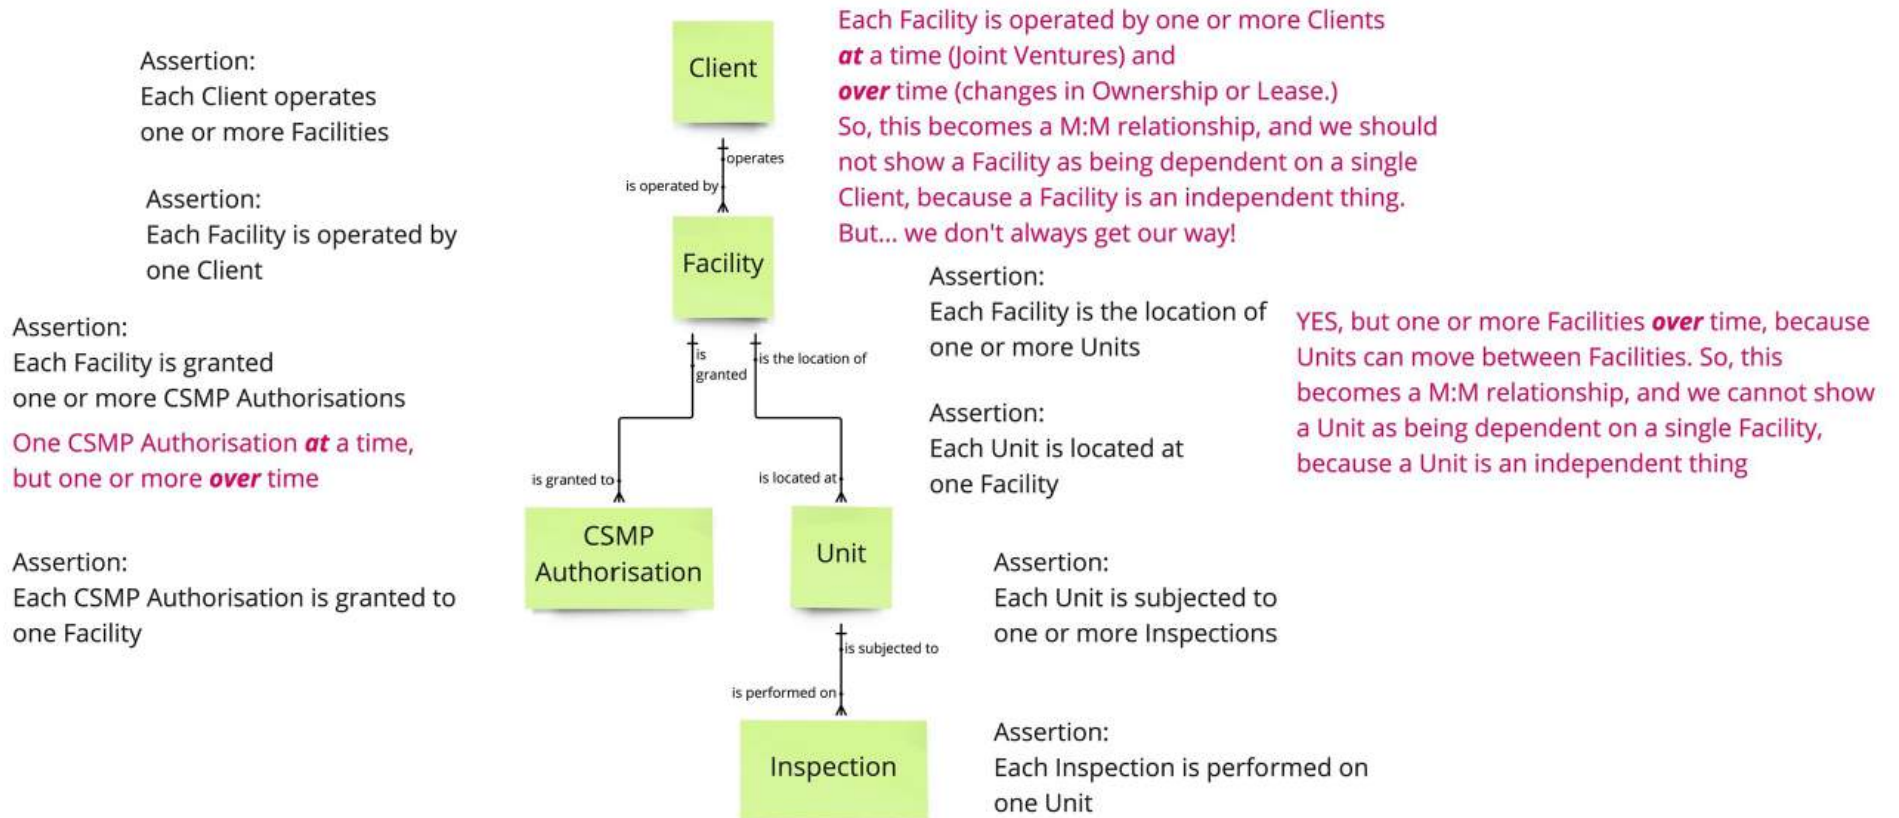 Assertion:
Each Client operates
one or more Facilities
Assertion:
Each Facility is operated by
one Client
Client
operates
is operated by
Facility
Each Facility is operated by one or more Clients
at a time (Joint Ventures) and
over time (changes in Ownership or Lease.)
So, this becomes a M:M relationship, and we should
not show a Facility as being dependent on a single
Client, because a Facility is an independent thing.
But... we don't always get our way!
Assertion:
Each Facility is granted
one or more CSMP Authorisations
One CSMP Authorisation at a time,
but one or more over time
Assertion:
Each CSMP Authorisation is granted to
one Facility
is
granted
is the location of
is granted to
is located at
CSMP
Authorisation
Unit
Assertion:
Each Facility is the location of
one or more Units
Assertion:
Each Unit is located at
one Facility
YES, but one or more Facilities over time, because
Units can move between Facilities. So, this
becomes a M:M relationship, and we cannot show
a Unit as being dependent on a single Facility,
because a Unit is an independent thing
is subjected to
is performed on
Inspection
Assertion:
Each Unit is subjected to
one or more Inspections
Assertion:
Each Inspection is performed on
one Unit